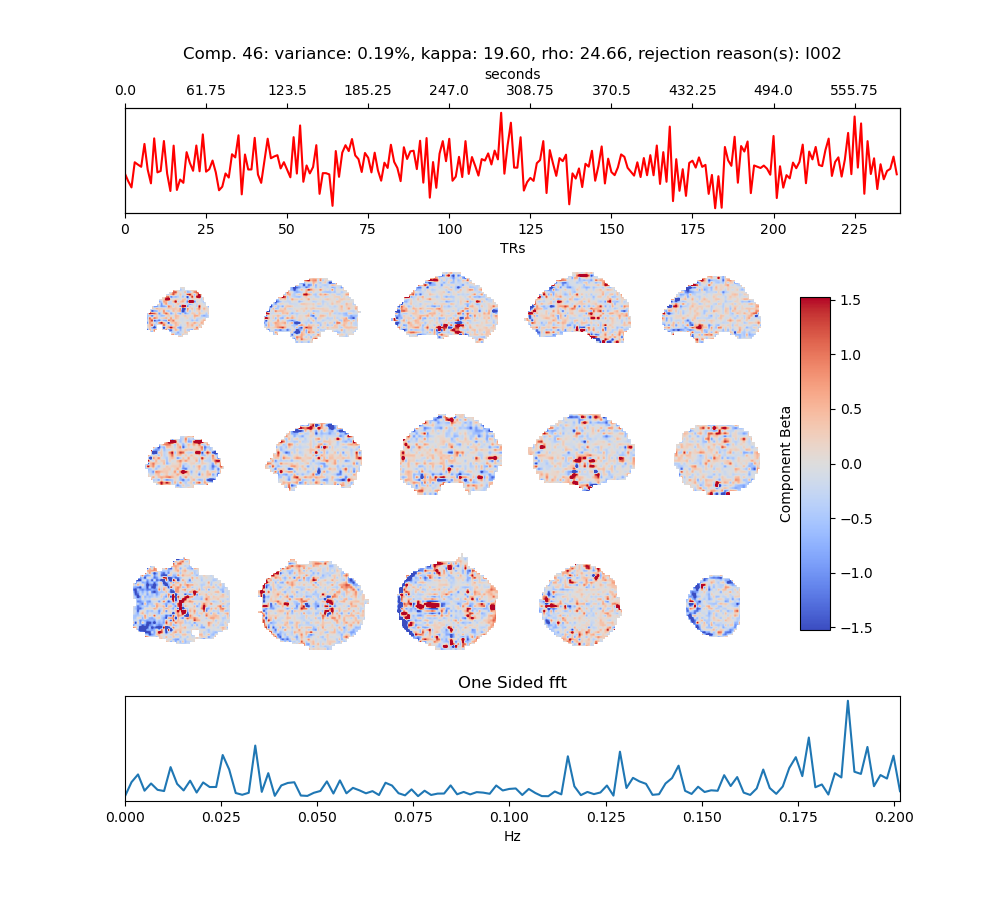 Comp. 46: variance: 0.19%, kappa: 19.60, rho: 24.66, rejection reason(s): I002
seconds
0.0 61.75 123.5 185.25 247.0 308.75 370.5 432.25 494.0 555.75
0 25 50 75 100 125 150 175 200 225
TRs
1.5
1.0
0.5
0.0
−0.5
−1.0
−1.5
Component Beta
One Sided fft
0.000 0.025 0.050 0.075 0.100 0.125 0.150 0.175 0.200
Hz